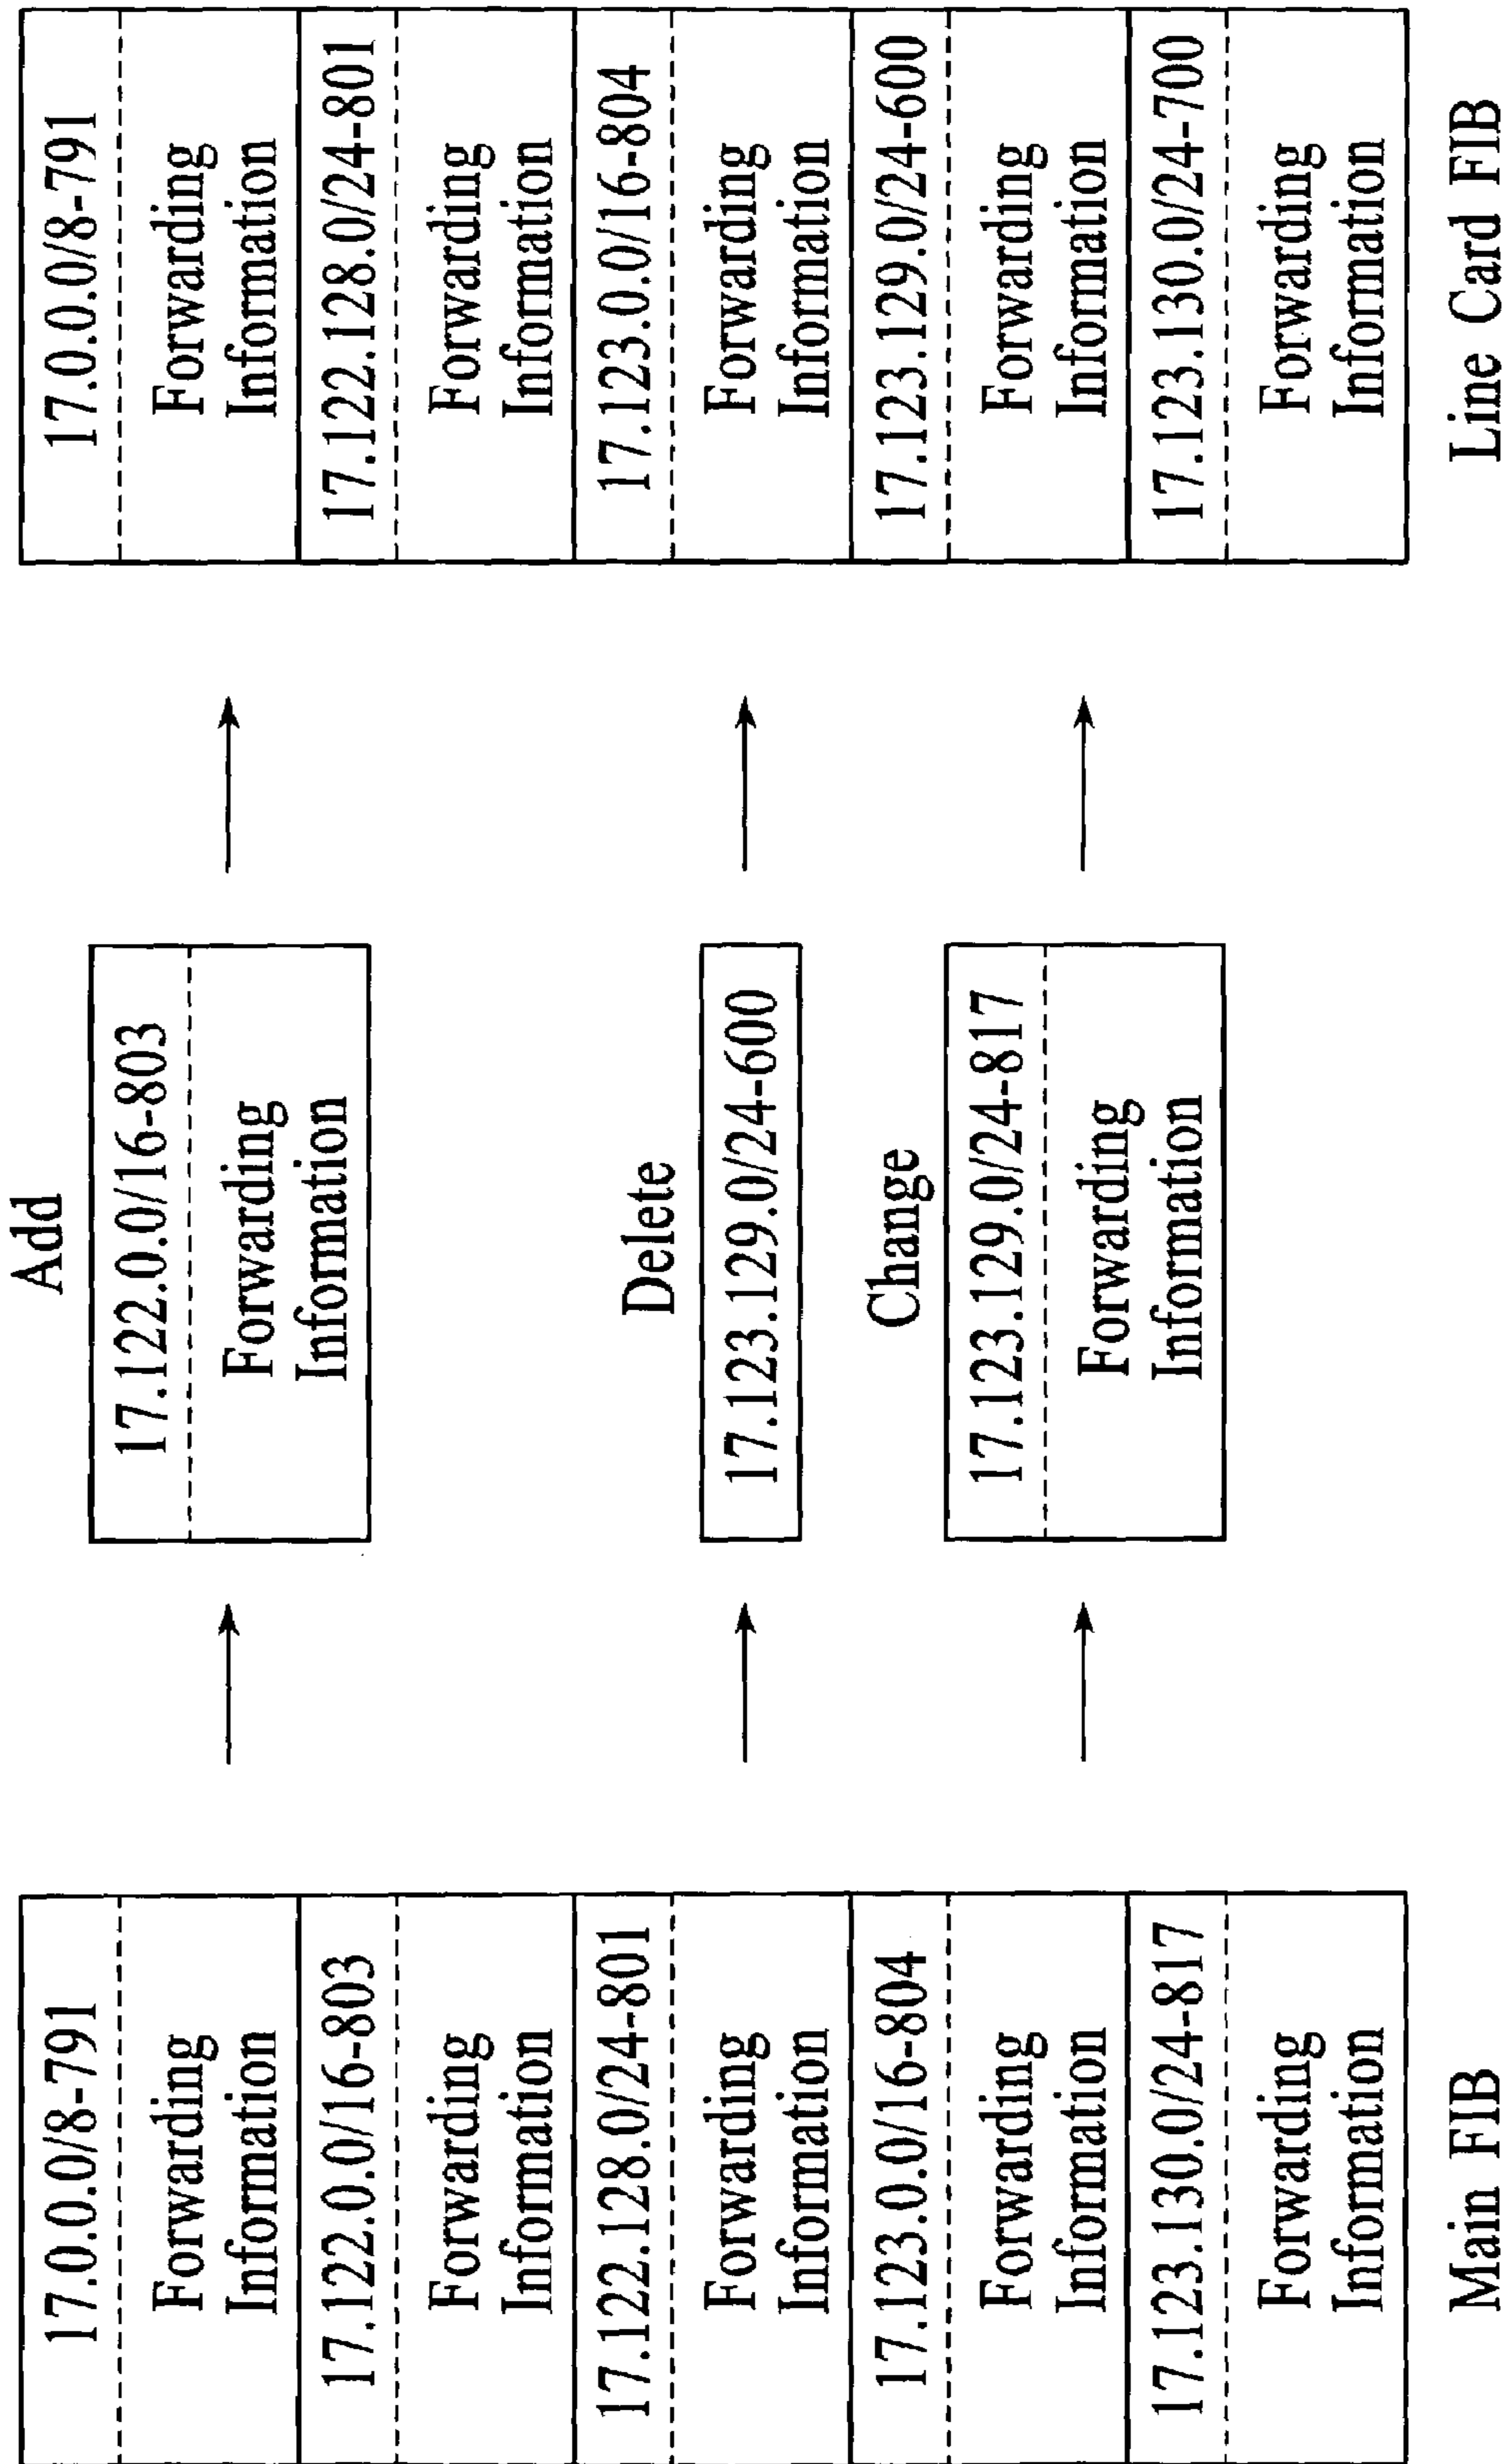 17.0.0.0/8-791
Forwarding
Information
17.122.0.0/16-803
Forwarding
Information
17.122.128.0/24-801
Forwarding
Information
17.123.0.0/16-804
Forwarding
Information
17.123.130.0/24-817
Forwarding
Information
Main FIB
Add
17.122.0.0/16-803
Forwarding
Information
Delete
17.123.129.0/24-600
Change
17.123.129.0/24-817
Forwarding
Information
17.0.0.0/8-791
Forwarding
Information
17.122.128.0/24-801
Forwarding
Information
17.123.0.0/16-804
Forwarding
Information
17.123.129.0/24-600
Forwarding
Information
17.123.130.0/24-700
Forwarding
Information
Line Card FIB